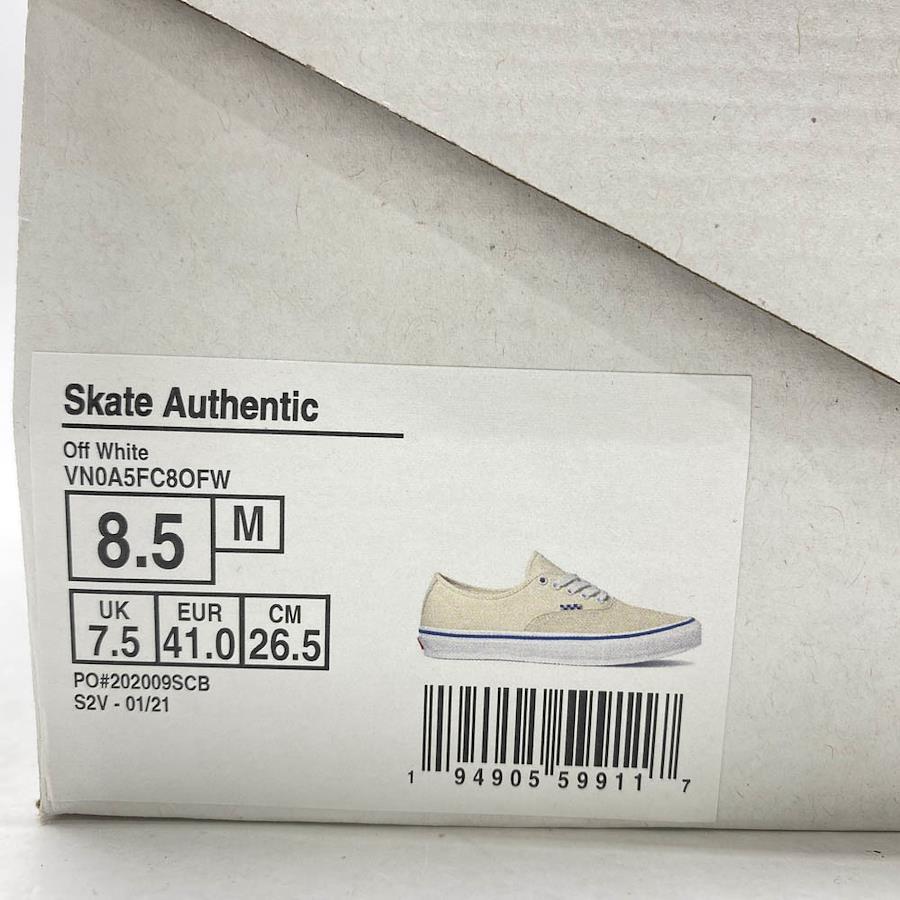 Skate Authentic
Off White
VN0A5FC8OFW
8.5 M
UK EUR CM
7.5 41.0 26.5
PO#202009SCB
S2V - 01/21
1 94905 59911 7